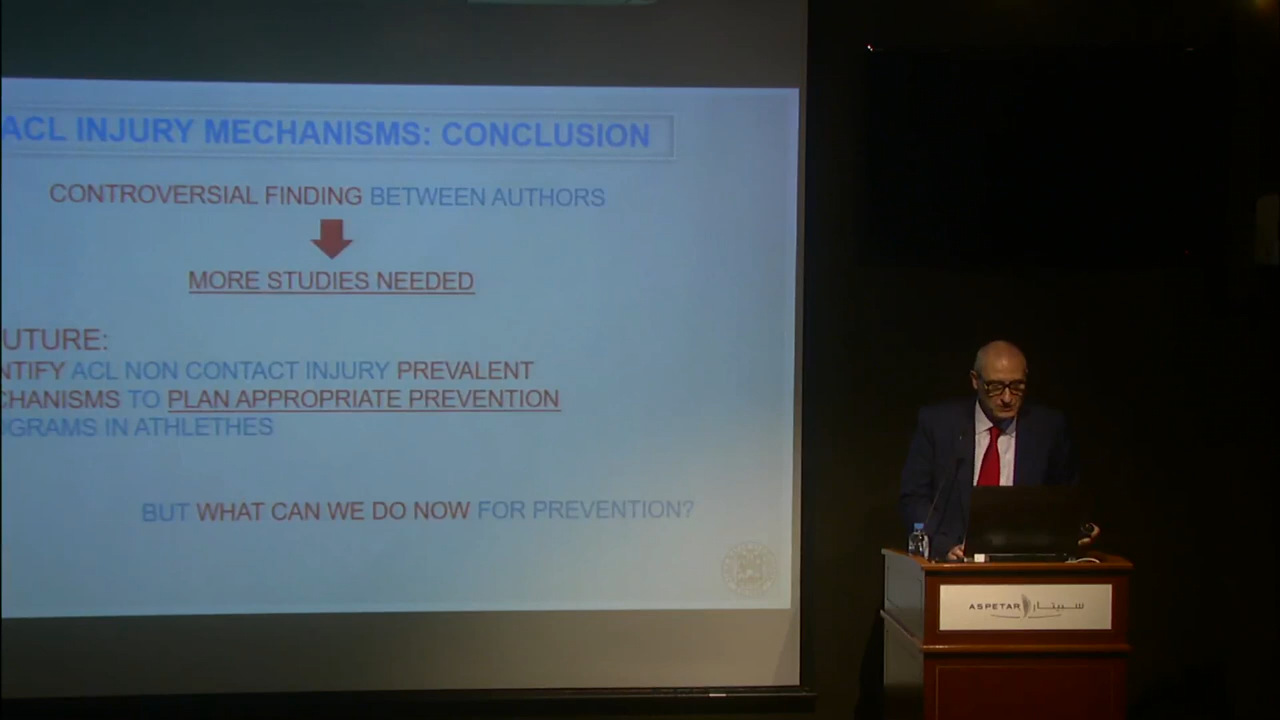 ACL INJURY MECHANISMS: CONCLUSION
CONTROVERSIAL FINDING BETWEEN AUTHORS
MORE STUDIES NEEDED
UTURE:
NTIFY ACL NON CONTACT INJURY PREVALENT
CHANISMS TO PLAN APPROPRIATE PREVENTION
OGRAMS IN ATHLETHES
BUT WHAT CAN WE DO NOW FOR PREVENTION?
ASPETAR سبيتار